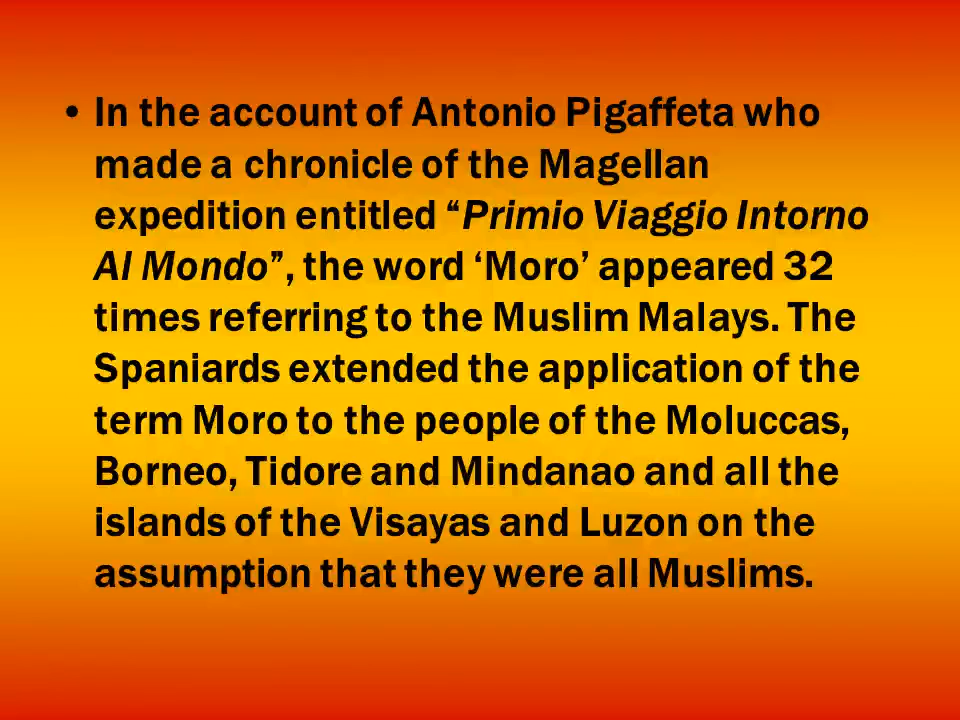 • In the account of Antonio Pigaffeta who
made a chronicle of the Magellan
expedition entitled “Primio Viaggio Intorno
Al Mondo”, the word ‘Moro’ appeared 32
times referring to the Muslim Malays. The
Spaniards extended the application of the
term Moro to the people of the Moluccas,
Borneo, Tidore and Mindanao and all the
islands of the Visayas and Luzon on the
assumption that they were all Muslims.